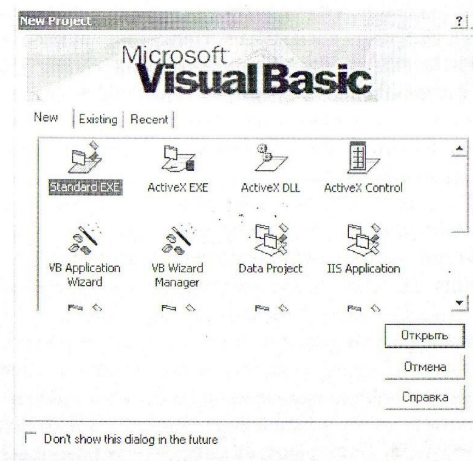 New Project
?
Microsoft
Visual Basic
New Existing Recent
Standard EXE ActiveX EXE ActiveX DLL ActiveX Control
VB Application Wizard VB Wizard Manager Data Project IIS Application
Открыть
Отмена
Справка
Don't show this dialog in the future